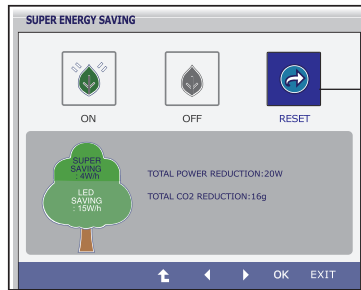 SUPER ENERGY SAVING
ON OFF RESET
SUPER
SAVING
: 4W/h
LED
SAVING
: 15W/h
TOTAL POWER REDUCTION:20W
TOTAL CO2 REDUCTION:16g
OK EXIT